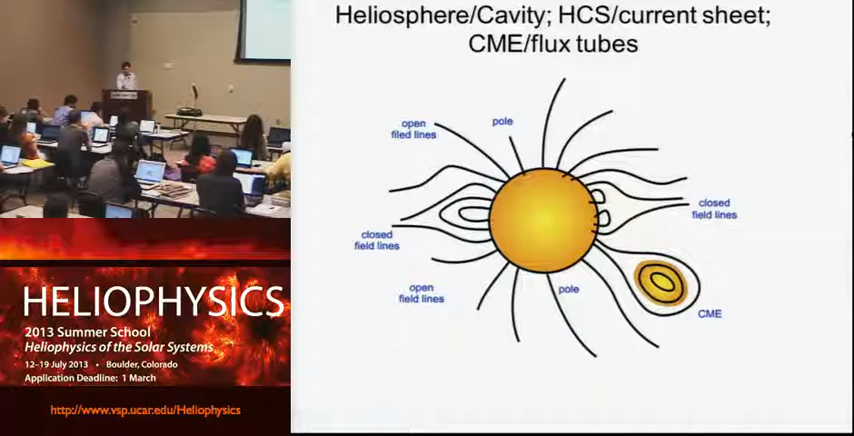 Heliosphere/Cavity; HCS/current sheet;
CME/flux tubes
open
filed lines
pole
closed
field lines
closed
field lines
open
field lines
pole
CME
HELIOPHYSICS
2013 Summer School
Heliophysics of the Solar Systems
12–19 July 2013 • Boulder, Colorado
Application Deadline: 1 March
http://www.vsp.ucar.edu/Heliophysics